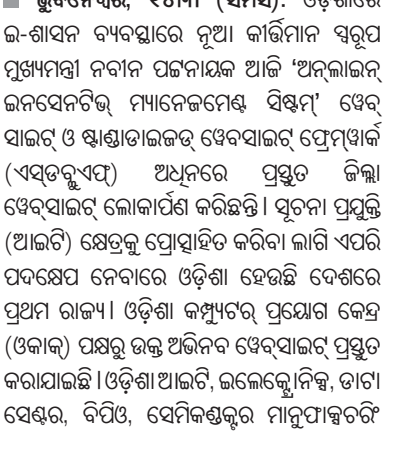 ଇ-ଶାସନ ବ୍ୟବସ୍ଥାରେ ନୂଆ କୀର୍ତ୍ତିମାନ ସ୍ୱରୂପ
ମୁଖ୍ୟମନ୍ତ୍ରୀ ନବୀନ ପଟ୍ଟନାୟକ ଆଜି ‘ଅନ୍‌ଲାଇନ୍
ଇନସେନଟିଭ୍ ମ୍ୟାନେଜମେଣ୍ଟ ସିଷ୍ଟମ୍’ ୱେବ୍
ସାଇଟ୍ ଓ ଷ୍ଟାଣ୍ଡାଡାଇଜଡ୍ ୱେବସାଇଟ୍ ଫ୍ରେମ୍‌ୱାର୍କ
(ଏସ୍‌ଡବ୍ଲୁଏଫ୍) ଅଧିନରେ ପ୍ରସ୍ତୁତ ଜିଲ୍ଲା
ୱେବ୍‌ସାଇଟ୍ ଲୋକାର୍ପଣ କରିଛନ୍ତି। ସୂଚନା ପ୍ରଯୁକ୍ତି
(ଆଇଟି) କ୍ଷେତ୍ରକୁ ପ୍ରୋତ୍ସାହିତ କରିବା ଲାଗି ଏପରି
ପଦକ୍ଷେପ ନେବାରେ ଓଡ଼ିଶା ହେଉଛି ଦେଶରେ
ପ୍ରଥମ ରାଜ୍ୟ। ଓଡ଼ିଶା କମ୍ପ୍ୟୁଟର୍ ପ୍ରୟୋଗ କେନ୍ଦ୍ର
(ଓକାକ୍) ପକ୍ଷରୁ ଉକ୍ତ ଅଭିନବ ୱେବ୍‌ସାଇଟ୍ ପ୍ରସ୍ତୁତ
କରାଯାଇଛି। ଓଡ଼ିଶା ଆଇଟି, ଇଲେକ୍ଟ୍ରୋନିକ୍ସ, ଡାଟା
ସେଣ୍ଟର, ବିପିଓ, ସେମିକଣ୍ଡକ୍ଟର ମାନୁଫାକ୍ଚରିଂ